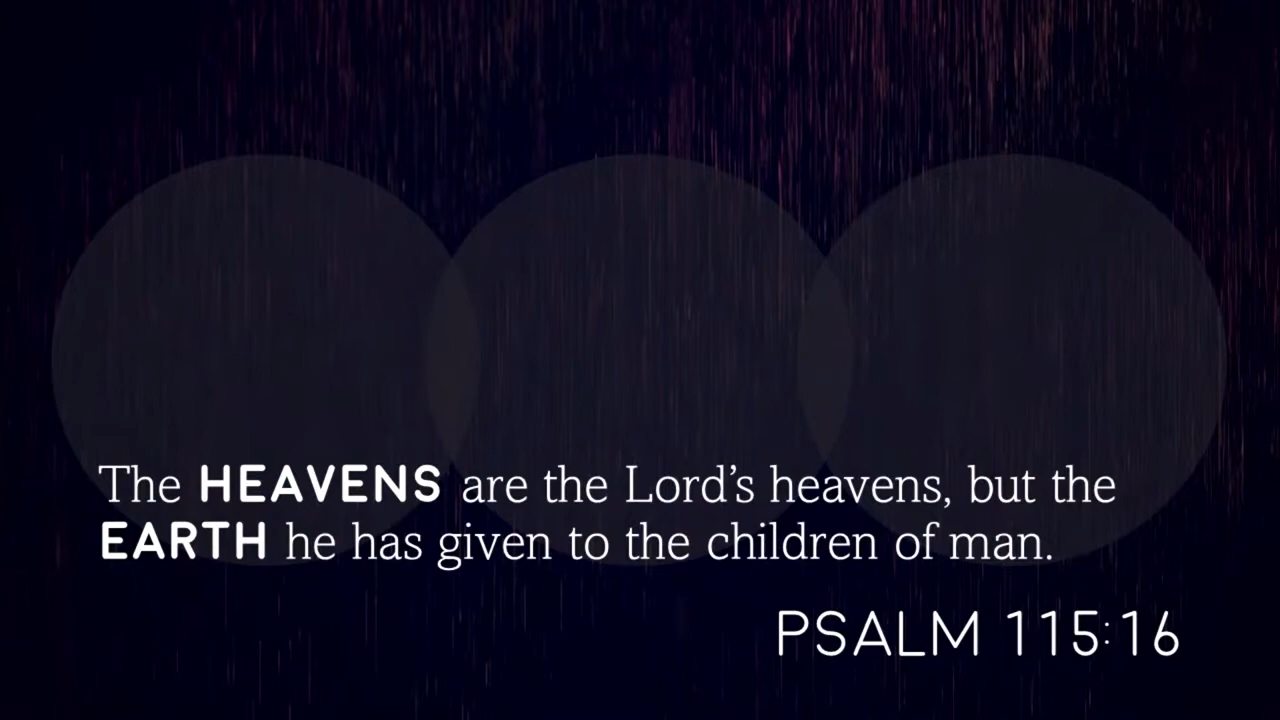 The HEAVENS are the Lord’s heavens, but the
EARTH he has given to the children of man.
PSALM 115:16